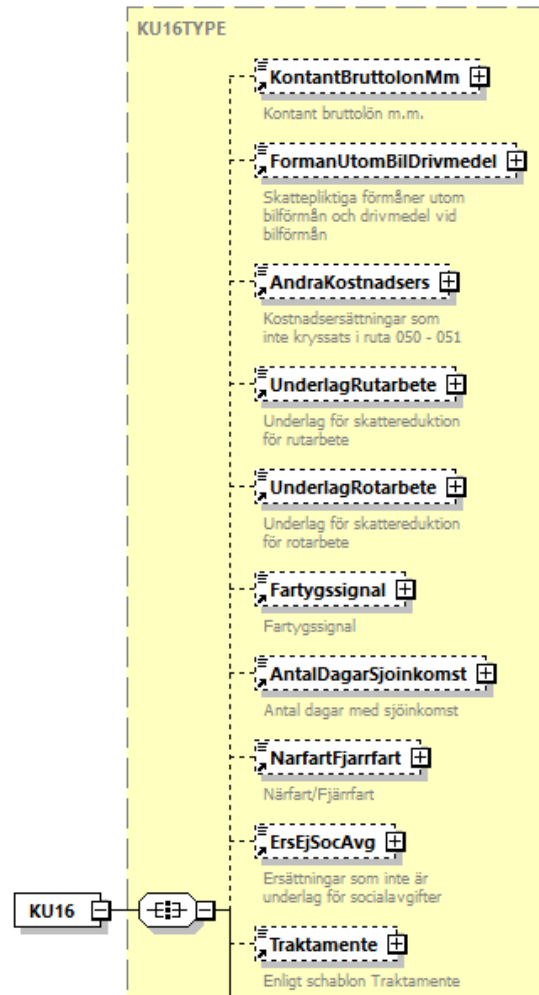 KU16TYPE
KontantBruttolonMm
Kontant bruttolön m.m.
FormanUtomBilDrivmedel
Skattepliktiga förmåner utom
bilförmån och drivmedel vid
bilförmån
AndraKostnadsers
Kostnadsersättningar som
inte kryssats i ruta 050 - 051
UnderlagRutarbete
Underlag för skattereduktion
för rutarbete
UnderlagRotarbete
Underlag för skattereduktion
för rotarbete
Fartygssignal
Fartygssignal
AntalDagarSjoinkomst
Antal dagar med sjöinkomst
NarfartFjarrfart
Närfart/Fjärrfart
ErsEjSocAvg
Ersättningar som inte är
underlag för socialavgifter
KU16
Traktamente
Enligt schablon Traktamente